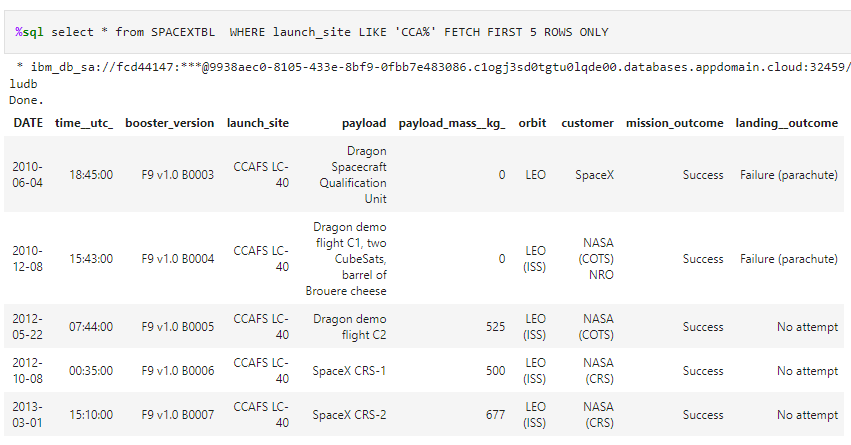 %sql select * from SPACEXTBL  WHERE launch_site LIKE 'CCA%' FETCH FIRST 5 ROWS ONLY
* ibm_db_sa://fcd44147:***@9938aec0-8105-433e-8bf9-0fbb7e483086.c1ogj3sd0tgtu0lqde00.databases.appdomain.cloud:32459/
ludb
Done.
DATE time__utc_ booster_version launch_site payload payload_mass__kg_ orbit customer mission_outcome landing__outcome
2010-06-04 18:45:00 F9 v1.0 B0003 CCAFS LC-40 Dragon Spacecraft Qualification Unit 0 LEO SpaceX Success Failure (parachute)
2010-12-08 15:43:00 F9 v1.0 B0004 CCAFS LC-40 Dragon demo flight C1, two CubeSats, barrel of Brouere cheese 0 LEO (ISS) NASA (COTS) NRO Success Failure (parachute)
2012-05-22 07:44:00 F9 v1.0 B0005 CCAFS LC-40 Dragon demo flight C2 525 LEO (ISS) NASA (COTS) Success No attempt
2012-10-08 00:35:00 F9 v1.0 B0006 CCAFS LC-40 SpaceX CRS-1 500 LEO (ISS) NASA (CRS) Success No attempt
2013-03-01 15:10:00 F9 v1.0 B0007 CCAFS LC-40 SpaceX CRS-2 677 LEO (ISS) NASA (CRS) Success No attempt